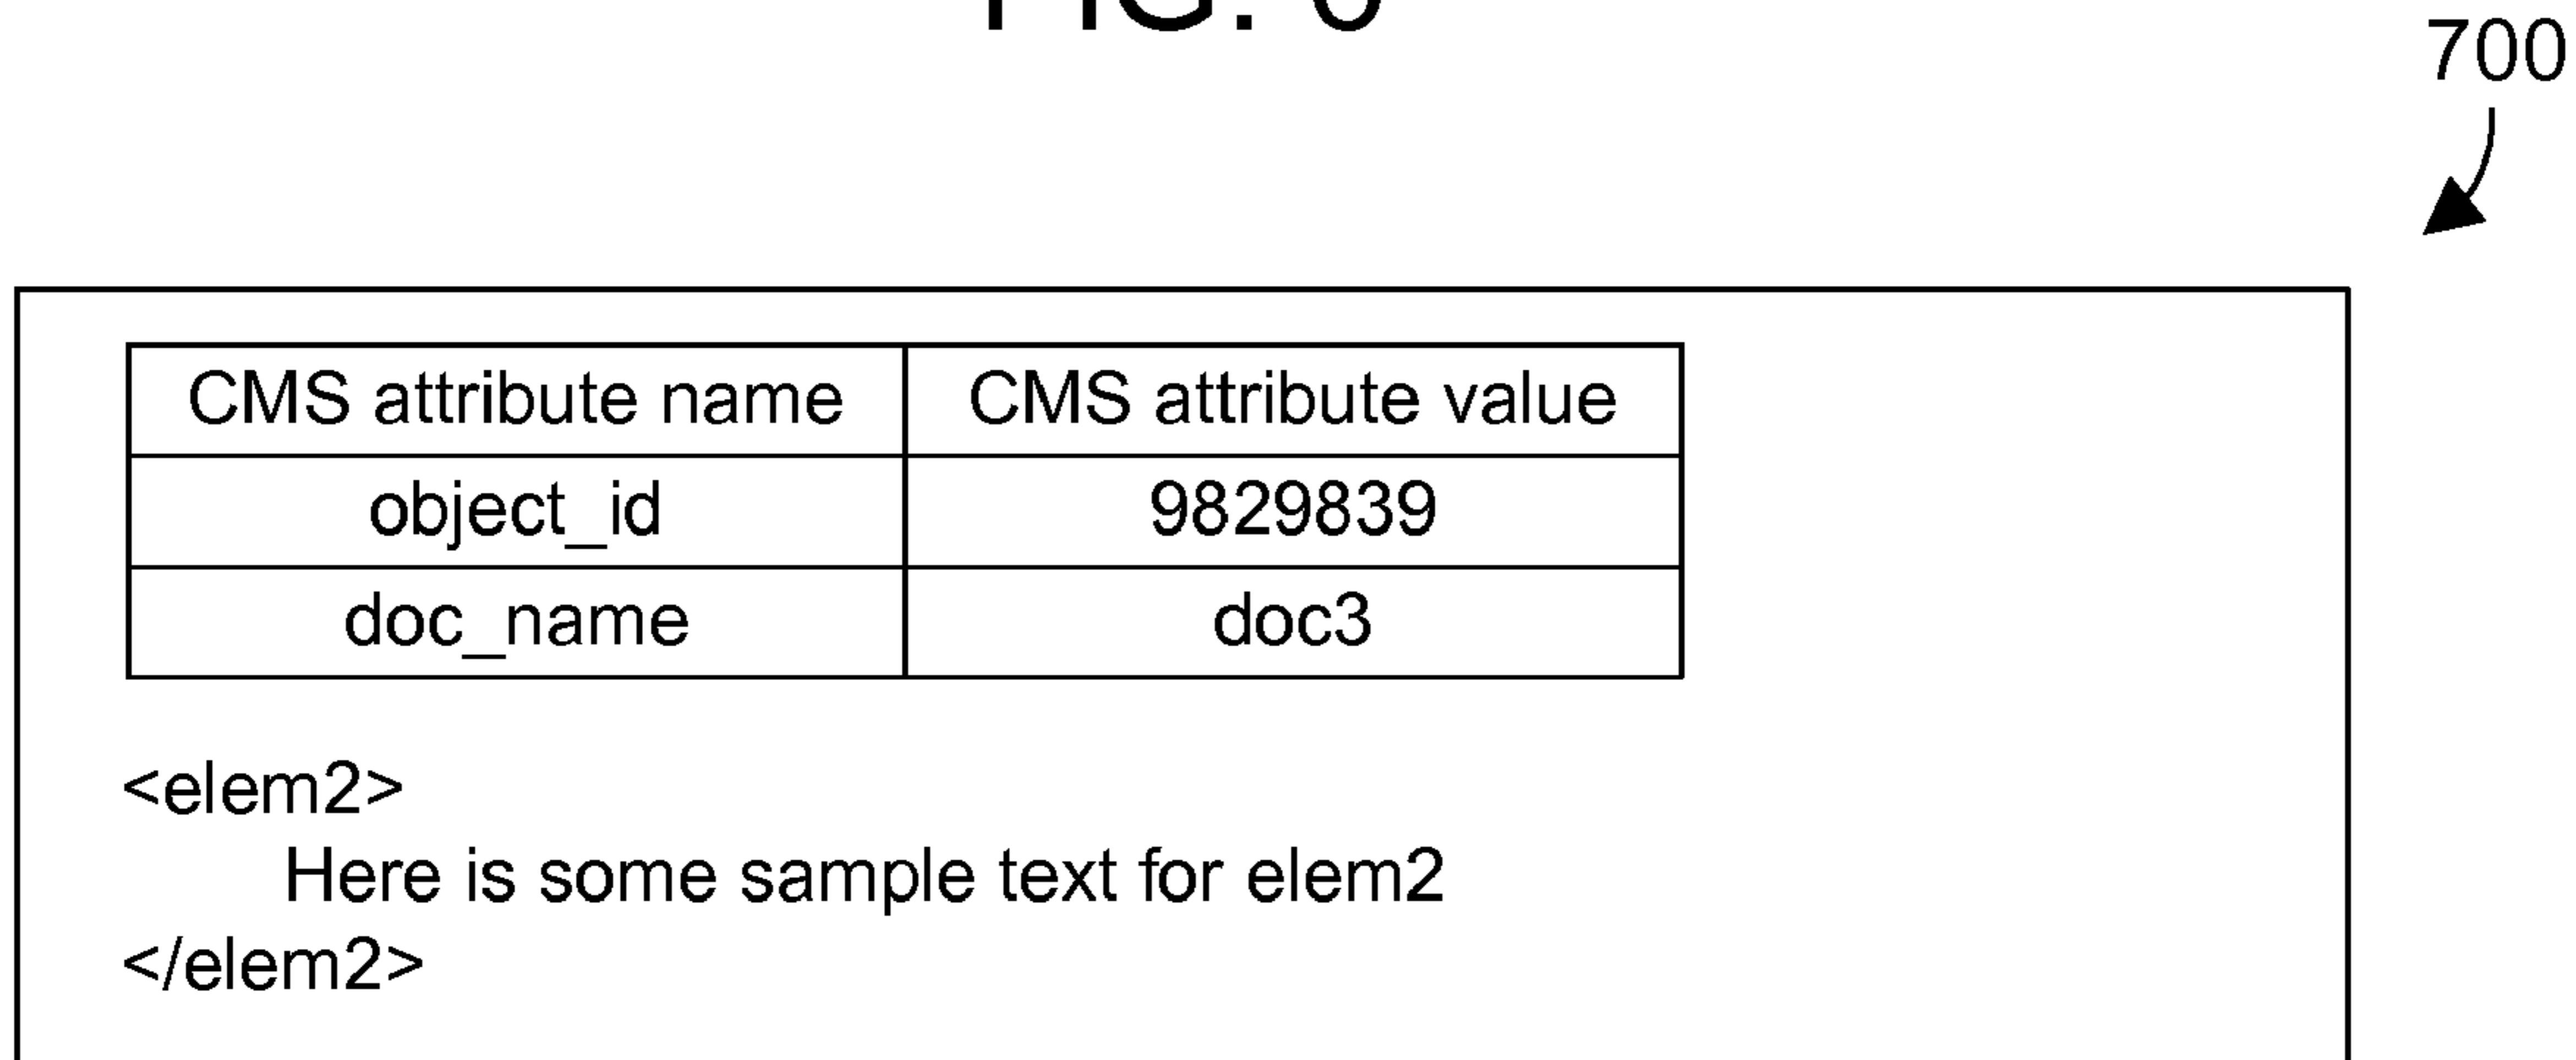 FIG.
700
CMS attribute name CMS attribute value
object_id 9829839
doc_name doc3
<elem2>
Here is some sample text for elem2
</elem2>